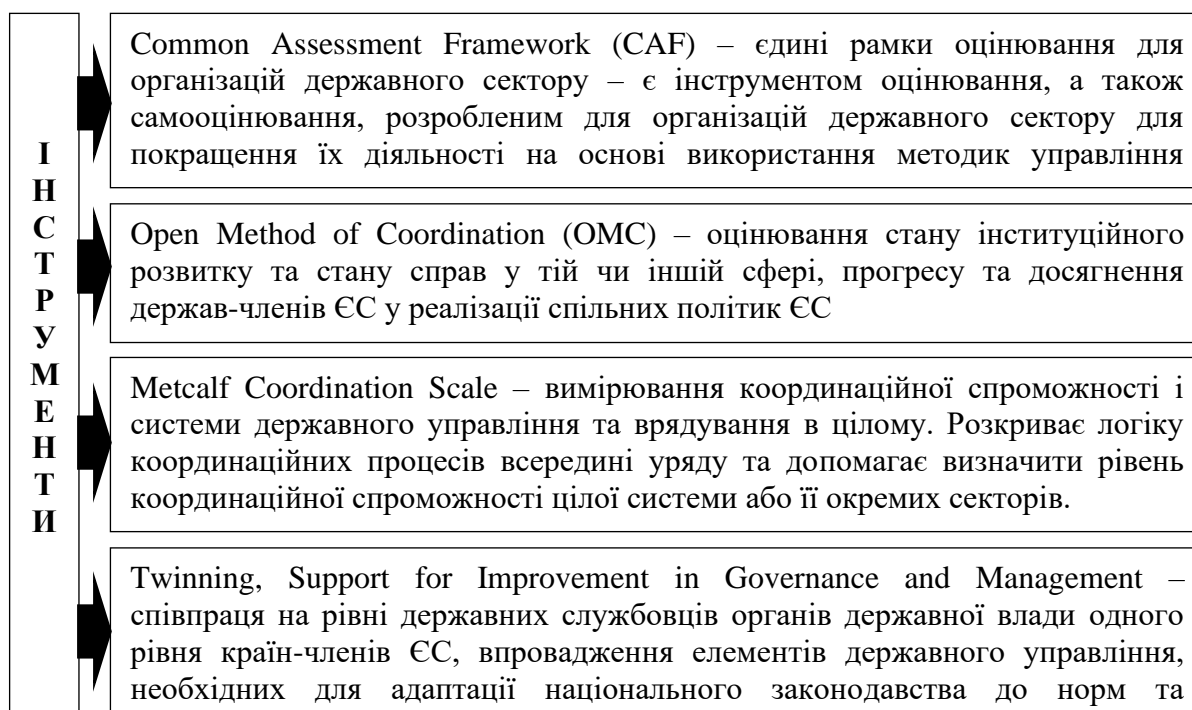 ІНСТРУМЕНТИ
Common Assessment Framework (CAF) – єдині рамки оцінювання для
організацій державного сектору – є інструментом оцінювання, а також
самооцінювання, розробленим для організацій державного сектору для
покращення їх діяльності на основі використання методик управління
Open Method of Coordination (OMC) – оцінювання стану інституційного
розвитку та стану справ у тій чи іншій сфері, прогресу та досягнення
держав-членів ЄС у реалізації спільних політик ЄС
Metcalf Coordination Scale – вимірювання координаційної спроможності і
системи державного управління та врядування в цілому. Розкриває логіку
координаційних процесів всередині уряду та допомагає визначити рівень
координаційної спроможності цілої системи або її окремих секторів.
Twinning, Support for Improvement in Governance and Management –
співпраця на рівні державних службовців органів державної влади одного
рівня країн-членів ЄС, впровадження елементів державного управління,
необхідних для адаптації національного законодавства до норм та